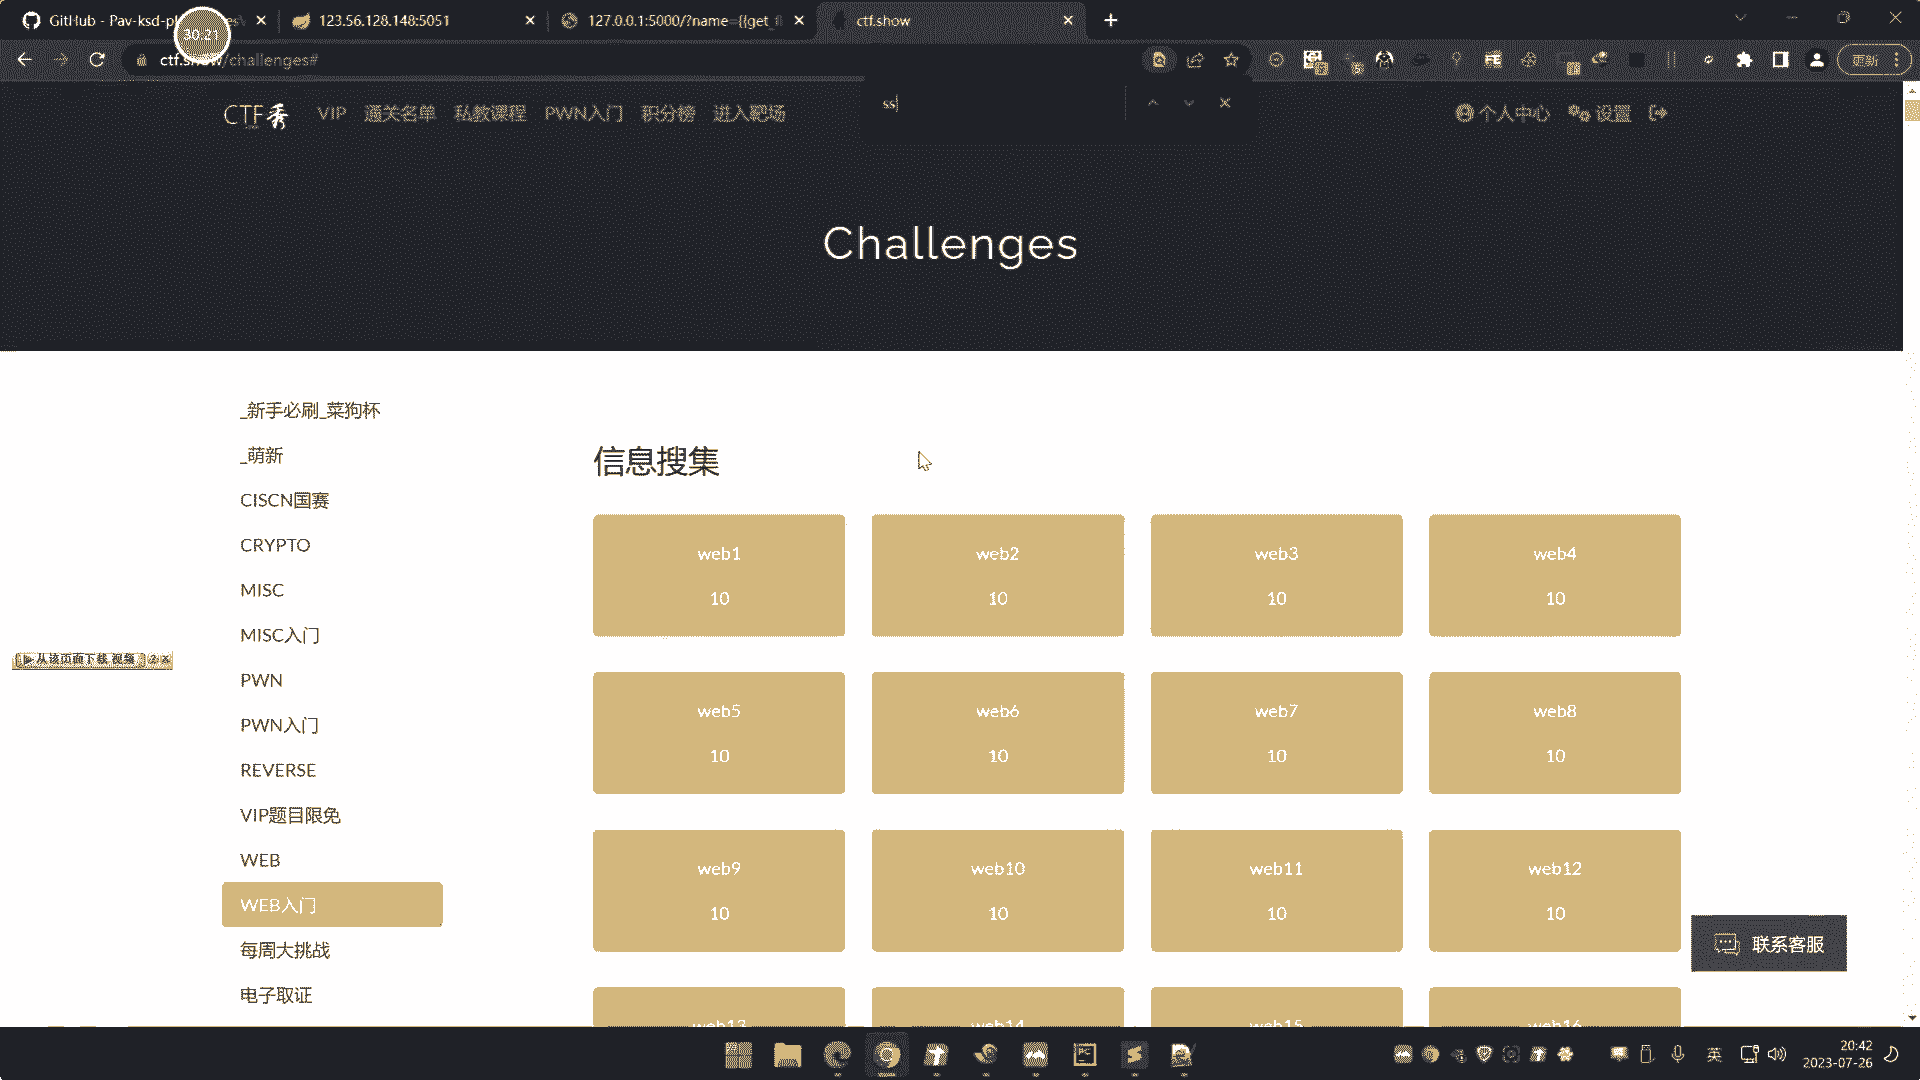 GitHub - Pav-ksd-pl
123.56.128.148:5051
127.0.0.1:5000/?name={{get_fl
ctf.show
30:21
ctf.show/challenges#
更新
ss
CTF秀
VIP
通关名单
私教课程
PWN入门
积分榜
进入靶场
个人中心
设置
Challenges
_新手必刷_菜狗杯
_萌新
CISCN国赛
CRYPTO
MISC
MISC入门
PWN
PWN入门
REVERSE
VIP题目限免
WEB
WEB入门
每周大挑战
电子取证
从该页面下载 视频
信息搜集
web1
10
web2
10
web3
10
web4
10
web5
10
web6
10
web7
10
web8
10
web9
10
web10
10
web11
10
web12
10
web13
web14
web15
web16
联系客服
英
20:42
2023-07-26